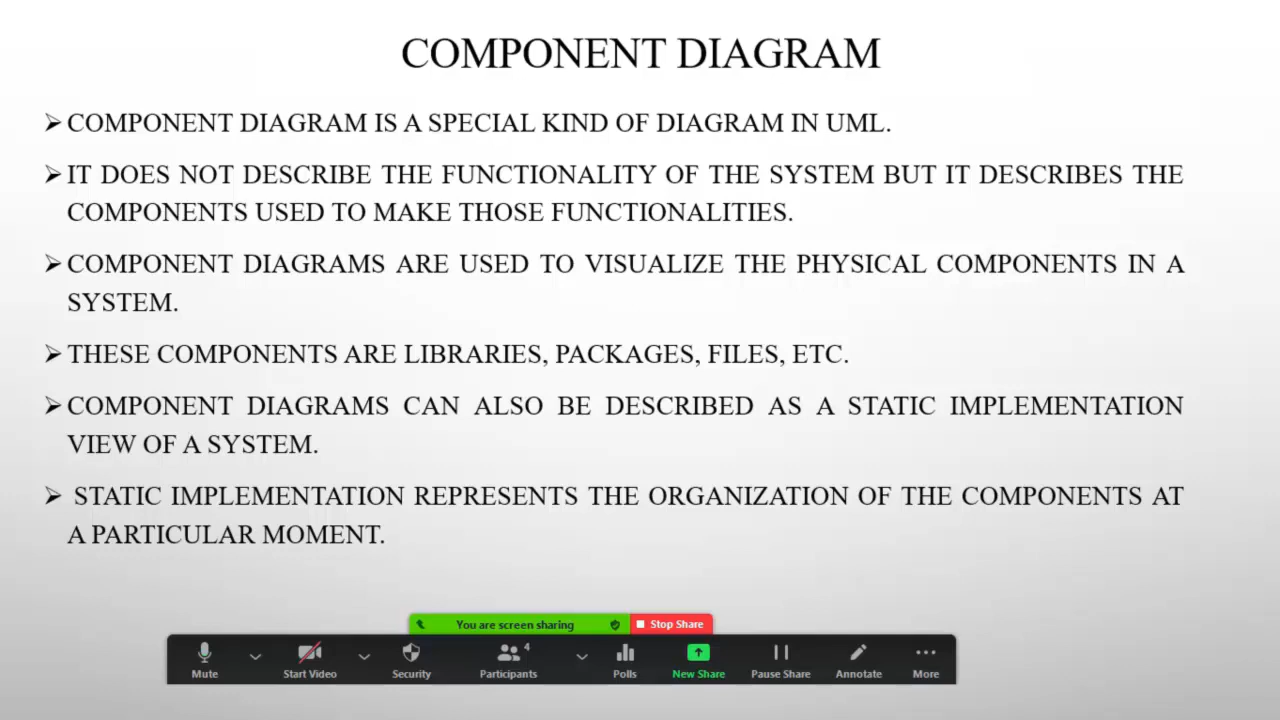 COMPONENT DIAGRAM
➢ COMPONENT DIAGRAM IS A SPECIAL KIND OF DIAGRAM IN UML.
➢ IT DOES NOT DESCRIBE THE FUNCTIONALITY OF THE SYSTEM BUT IT DESCRIBES THE
COMPONENTS USED TO MAKE THOSE FUNCTIONALITIES.
➢ COMPONENT DIAGRAMS ARE USED TO VISUALIZE THE PHYSICAL COMPONENTS IN A
SYSTEM.
➢ THESE COMPONENTS ARE LIBRARIES, PACKAGES, FILES, ETC.
➢ COMPONENT DIAGRAMS CAN ALSO BE DESCRIBED AS A STATIC IMPLEMENTATION
VIEW OF A SYSTEM.
➢ STATIC IMPLEMENTATION REPRESENTS THE ORGANIZATION OF THE COMPONENTS AT
A PARTICULAR MOMENT.
You are screen sharing Stop Share
4
Mute Start Video Security Participants Polls New Share Pause Share Annotate More